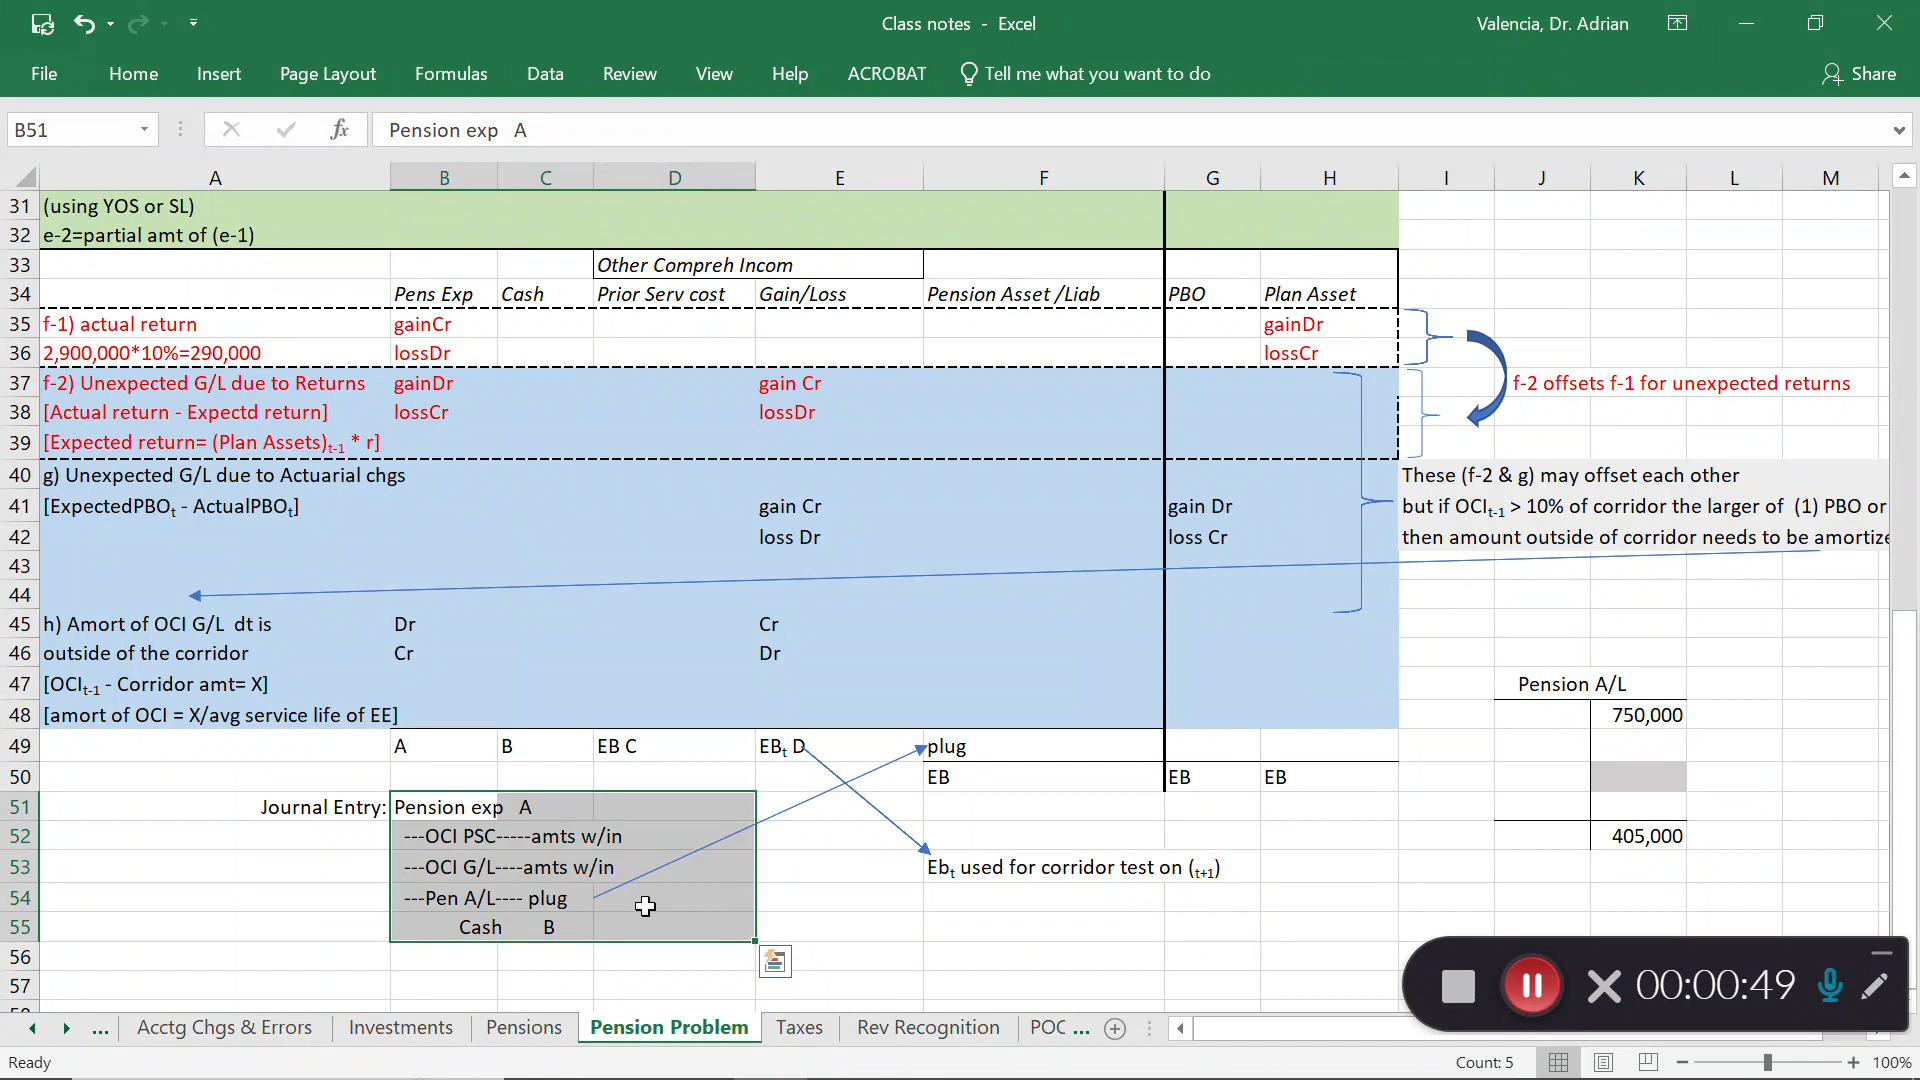 Class notes - Excel
Valencia, Dr. Adrian
File Home Insert Page Layout Formulas Data Review View Help ACROBAT Tell me what you want to do Share
B51 fx Pension exp A
A B C D E F G H I J K L M
31 (using YOS or SL)
32 e-2=partial amt of (e-1)
33 Other Compreh Incom
34 Pens Exp Cash Prior Serv cost Gain/Loss Pension Asset /Liab PBO Plan Asset
35 f-1) actual return gainCr gainDr
36 2,900,000*10%=290,000 lossDr lossCr
37 f-2) Unexpected G/L due to Returns gainDr gain Cr f-2 offsets f-1 for unexpected returns
38 [Actual return - Expectd return] lossCr lossDr
39 [Expected return= (Plan Assets)t-1 * r]
40 g) Unexpected G/L due to Actuarial chgs These (f-2 & g) may offset each other
41 [ExpectedPBOt - ActualPBOt] gain Cr gain Dr but if OCIt-1 > 10% of corridor the larger of (1) PBO or
42 loss Dr loss Cr then amount outside of corridor needs to be amortize
43
44
45 h) Amort of OCI G/L dt is Dr Cr
46 outside of the corridor Cr Dr
47 [OCIt-1 - Corridor amt= X] Pension A/L
48 [amort of OCI = X/avg service life of EE] 750,000
49 A B EB C EBt D plug
50 EB EB EB
51 Journal Entry: Pension exp A
52 ---OCI PSC-----amts w/in 405,000
53 ---OCI G/L----amts w/in Ebt used for corridor test on (t+1)
54 ---Pen A/L---- plug
55 Cash B
56
57
00:00:49
... Acctg Chgs & Errors Investments Pensions Pension Problem Taxes Rev Recognition POC ...
Ready Count: 5 100%